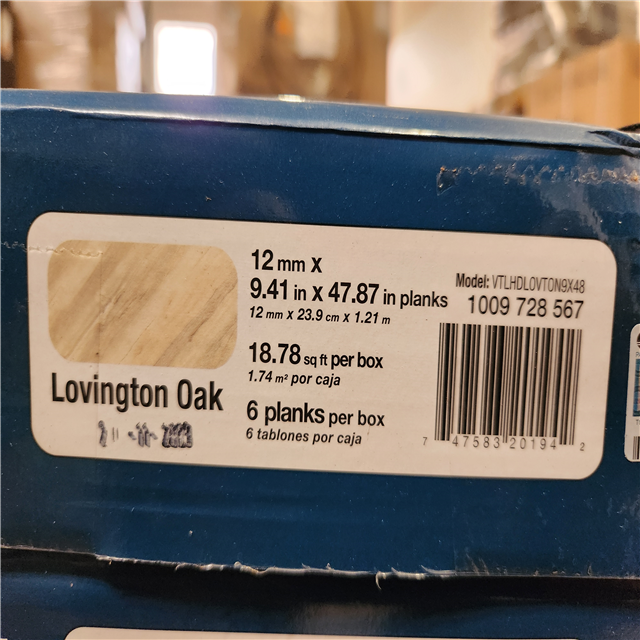 12 mm x
9.41 in x 47.87 in planks
12 mm x 23.9 cm x 1.21 m
Model: VTLHDLOVTON9X48
1009 728 567
18.78 sq ft per box
1.74 m² por caja
Lovington Oak
6 planks per box
6 tablones por caja
7 47583 20194 2